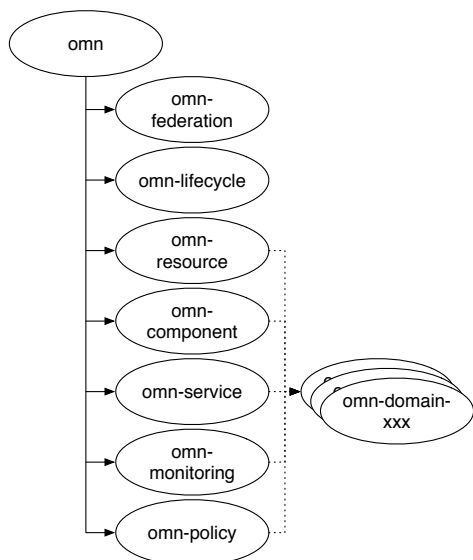 omn
omn-
federation
omn-lifecycle
omn-
resource
omn-
component
omn-service
omn-
monitoring
omn-policy
omn-domain-
xxx